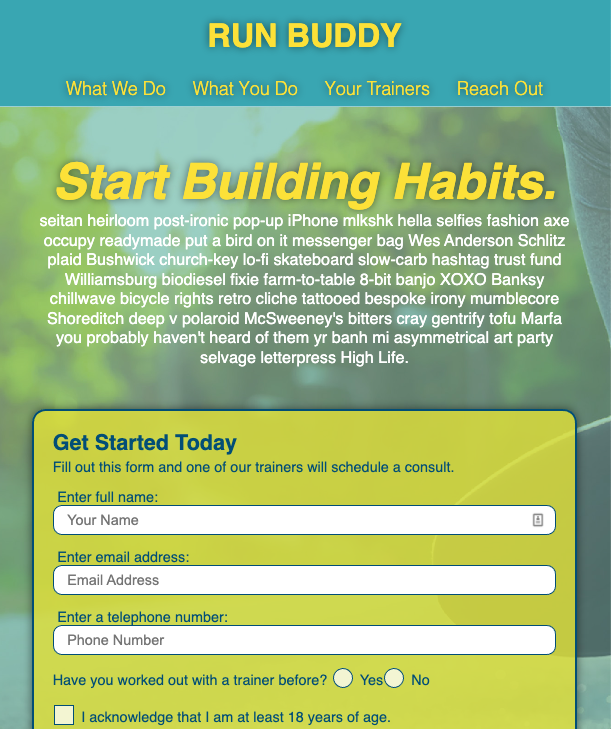 RUN BUDDY
What We Do What You Do Your Trainers Reach Out
Start Building Habits.
seitan heirloom post-ironic pop-up iPhone mlkshk hella selfies fashion axe
occupy readymade put a bird on it messenger bag Wes Anderson Schlitz
plaid Bushwick church-key lo-fi skateboard slow-carb hashtag trust fund
Williamsburg biodiesel fixie farm-to-table 8-bit banjo XOXO Banksy
chillwave bicycle rights retro cliche tattooed bespoke irony mumblecore
Shoreditch deep v polaroid McSweeney's bitters cray gentrify tofu Marfa
you probably haven't heard of them yr banh mi asymmetrical art party
selvage letterpress High Life.
Get Started Today
Fill out this form and one of our trainers will schedule a consult.
Enter full name:
Your Name
Enter email address:
Email Address
Enter a telephone number:
Phone Number
Have you worked out with a trainer before? Yes No
I acknowledge that I am at least 18 years of age.